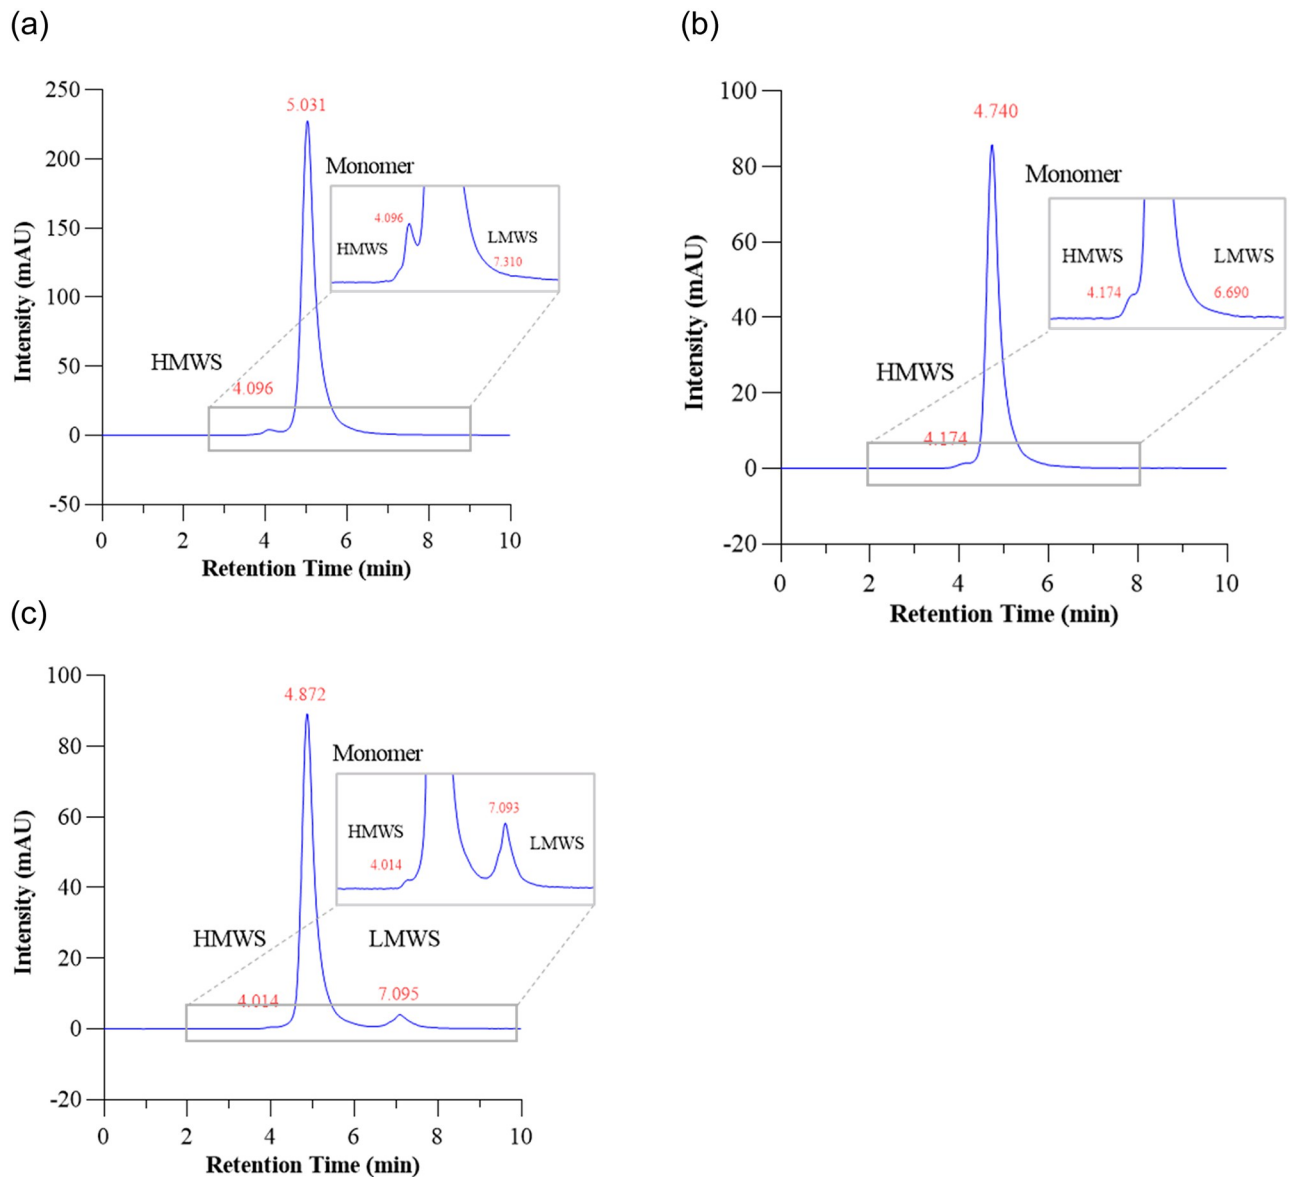 (a)
250
200
150
100
50
0
-50
Intensity (mAU)
5.031
Monomer
4.096
HMWS
LMWS
7.310
HMWS
4.096
0 2 4 6 8 10
Retention Time (min)
(b)
100
80
60
40
20
0
-20
Intensity (mAU)
4.740
Monomer
HMWS
LMWS
4.174
6.690
HMWS
4.174
0 2 4 6 8 10
Retention Time (min)
(c)
100
80
60
40
20
0
-20
Intensity (mAU)
4.872
Monomer
7.093
HMWS
LMWS
4.014
HMWS
LMWS
4.014
7.095
0 2 4 6 8 10
Retention Time (min)